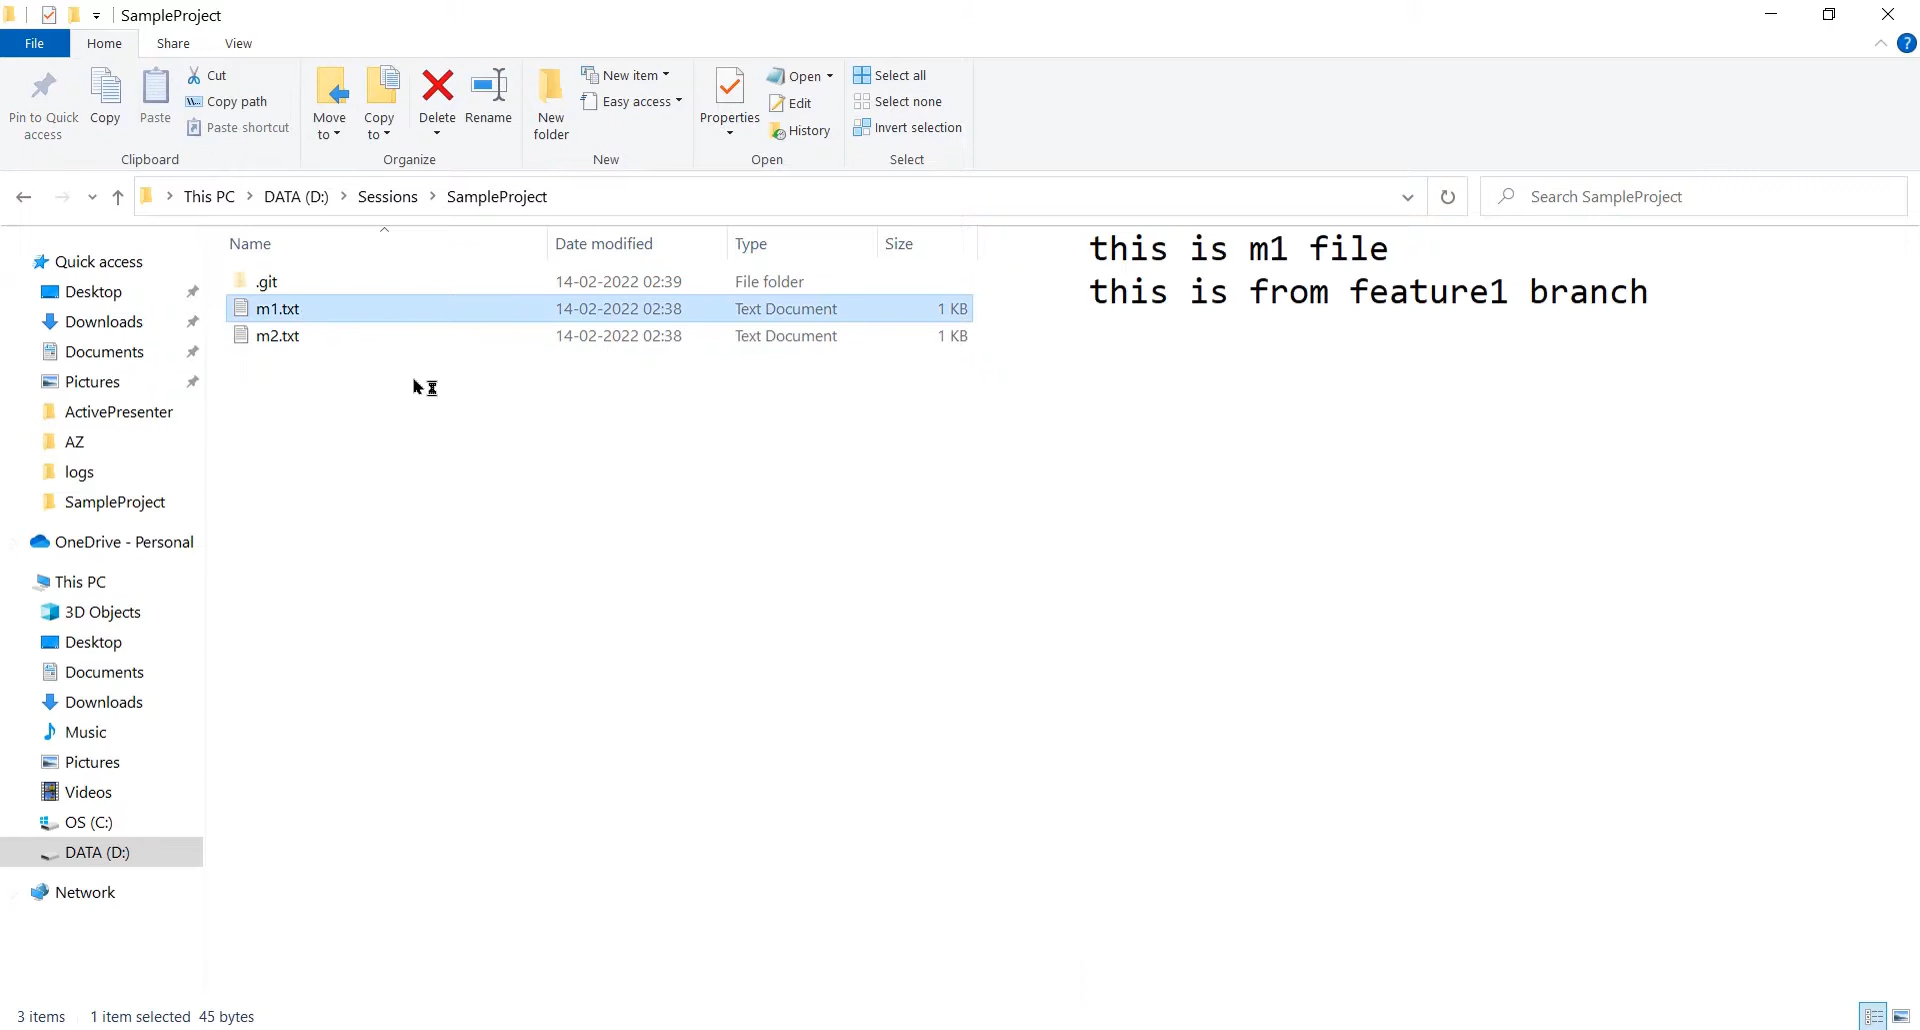 SampleProject
File Home Share View
Pin to Quick access
Copy
Paste
Cut
Copy path
Paste shortcut
Clipboard
Move to
Copy to
Delete
Rename
Organize
New folder
New item
Easy access
New
Properties
Open
Edit
History
Open
Select all
Select none
Invert selection
Select
This PC > DATA (D:) > Sessions > SampleProject
Search SampleProject
Quick access
Desktop
Downloads
Documents
Pictures
ActivePresenter
AZ
logs
SampleProject
OneDrive - Personal
This PC
3D Objects
Desktop
Documents
Downloads
Music
Pictures
Videos
OS (C:)
DATA (D:)
Network
Name Date modified Type Size
.git 14-02-2022 02:39 File folder
m1.txt 14-02-2022 02:38 Text Document 1 KB
m2.txt 14-02-2022 02:38 Text Document 1 KB
this is m1 file
this is from feature1 branch
3 items 1 item selected 45 bytes